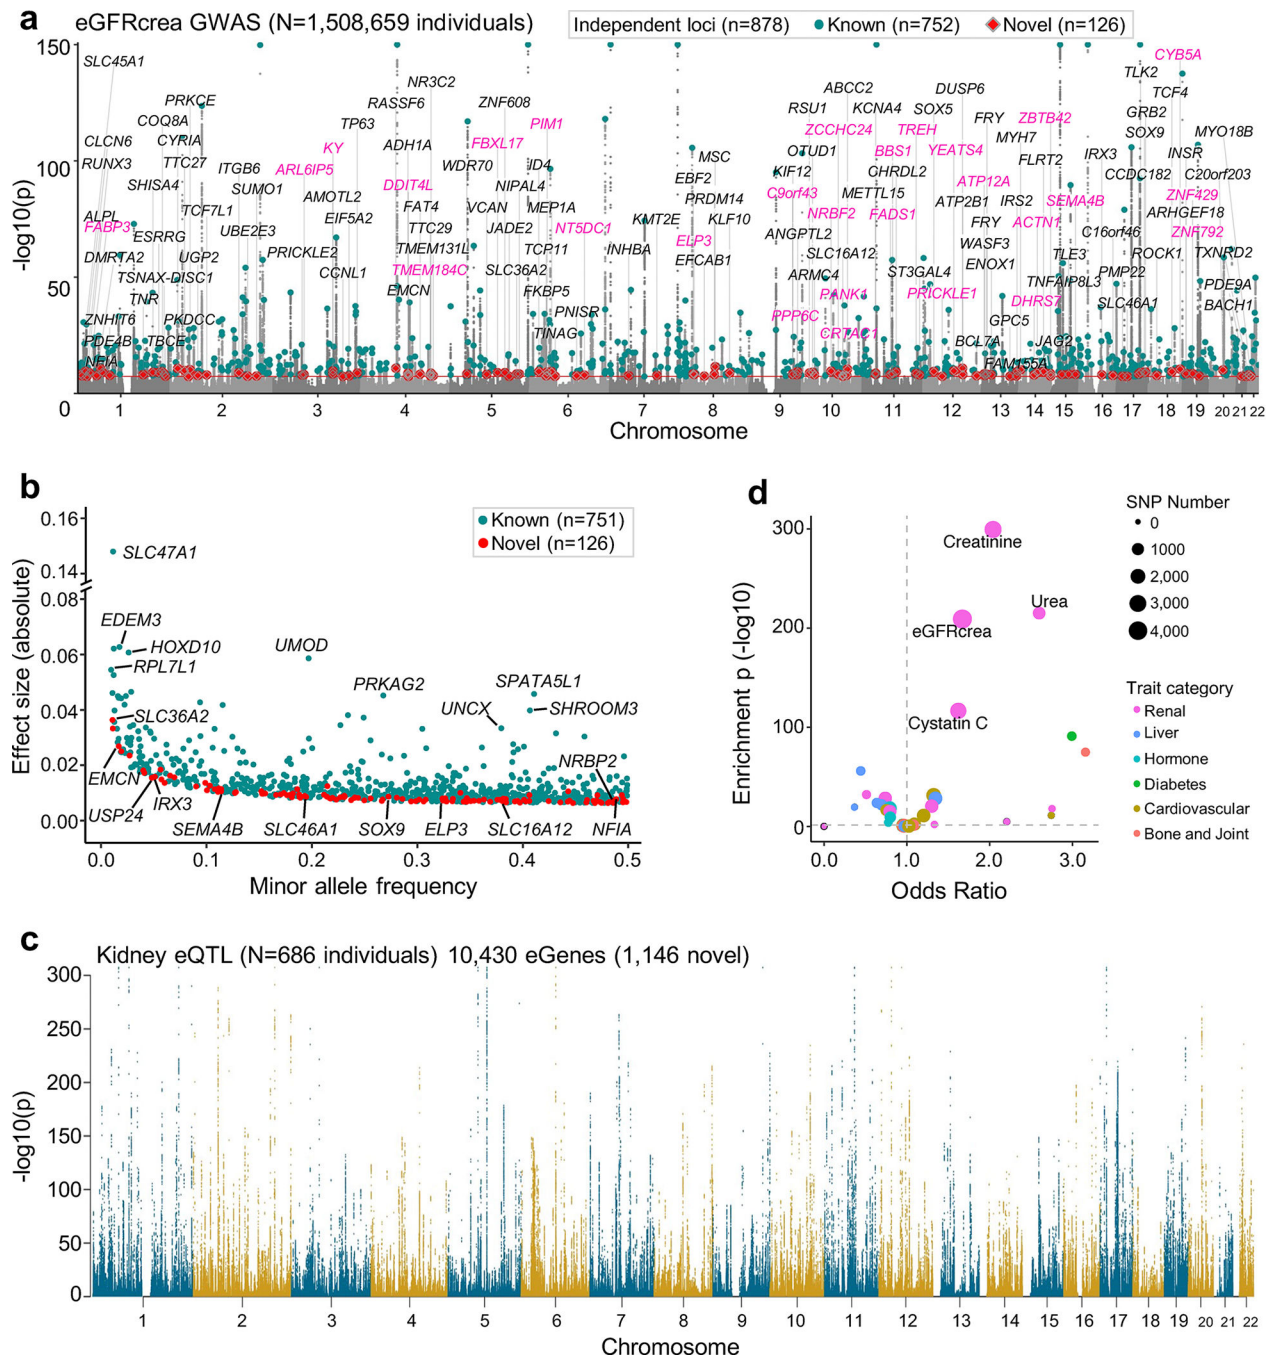 a eGFRcrea GWAS (N=1,508,659 individuals)
Independent loci (n=878) Known (n=752) Novel (n=126)
-log10(p)
150
100
50
0
SLC45A1
CLCN6
RUNX3
ALPL
FABP3
DMRTA2
ZNHIT6
PDE4B
NFIA
PRKCE
COQ8A
CYRIA
TTC27
SHISA4
TCF7L1
ESRRG
UGP2
TSNAX-DISC1
TNR
PKDCC
TBCE
ITGB6
SUMO1
UBE2E3
PRICKLE2
KY
ARL6IP5
TP63
AMOTL2
EIF5A2
CCNL1
NR3C2
RASSF6
ADH1A
DDIT4L
FAT4
TTC29
TMEM131L
TMEM184C
EMCN
ZNF608
FBXL17
WDR70
NIPAL4
VCAN
JADE2
SLC36A2
PIM1
ID4
MEP1A
NT5DC1
TCP11
FKBP5
PNISR
TINAG
KMT2E
INHBA
MSC
EBF2
PRDM14
KLF10
ELP3
EFCAB1
ABCC2
RSU1
ZCCHC24
OTUD1
KIF12
C9orf43
NRBF2
ANGPTL2
SLC16A12
ARMC4
PANK1
PPP6C
CRTAC1
KCNA4
TREH
BBS1
CHRDL2
METTL15
FADS1
ST3GAL4
PRICKLE1
DUSP6
SOX5
YEATS4
ATP12A
ATP2B1
FRY
MYH7
FLRT2
IRS2
FRY
WASF3
ENOX1
DHRS7
GPC5
BCL7A
FAM155A
ZBTB42
SEMA4B
ACTN1
TLE3
TNFAIP8L3
JAG2
IRX3
C16orf46
PMP22
SLC46A1
CYB5A
TLK2
TCF4
GRB2
SOX9
CCDC182
MYO18B
INSR
C20orf203
ZNF429
ARHGEF18
ZNF792
ROCK1
TXNRD2
PDE9A
BACH1
1 2 3 4 5 6 7 8 9 10 11 12 13 14 15 16 17 18 19 20 21 22
Chromosome
b
Known (n=751)
Novel (n=126)
Effect size (absolute)
0.16
0.14
0.08
0.06
0.04
0.02
0.00
SLC47A1
EDEM3
HOXD10
RPL7L1
SLC36A2
EMCN
USP24
IRX3
UMOD
PRKAG2
SPATA5L1
UNCX
SHROOM3
NRBP2
SEMA4B SLC46A1 SOX9 ELP3 SLC16A12 NFIA
0.0 0.1 0.2 0.3 0.4 0.5
Minor allele frequency
d
Enrichment p (-log10)
300
200
100
0
Creatinine
Urea
eGFRcrea
Cystatin C
0.0 1.0 2.0 3.0
Odds Ratio
SNP Number
0
1000
2,000
3,000
4,000
Trait category
Renal
Liver
Hormone
Diabetes
Cardiovascular
Bone and Joint
c Kidney eQTL (N=686 individuals) 10,430 eGenes (1,146 novel)
-log10(p)
300
250
200
150
100
50
0
1 2 3 4 5 6 7 8 9 10 11 12 13 14 15 16 17 18 19 20 21 22
Chromosome